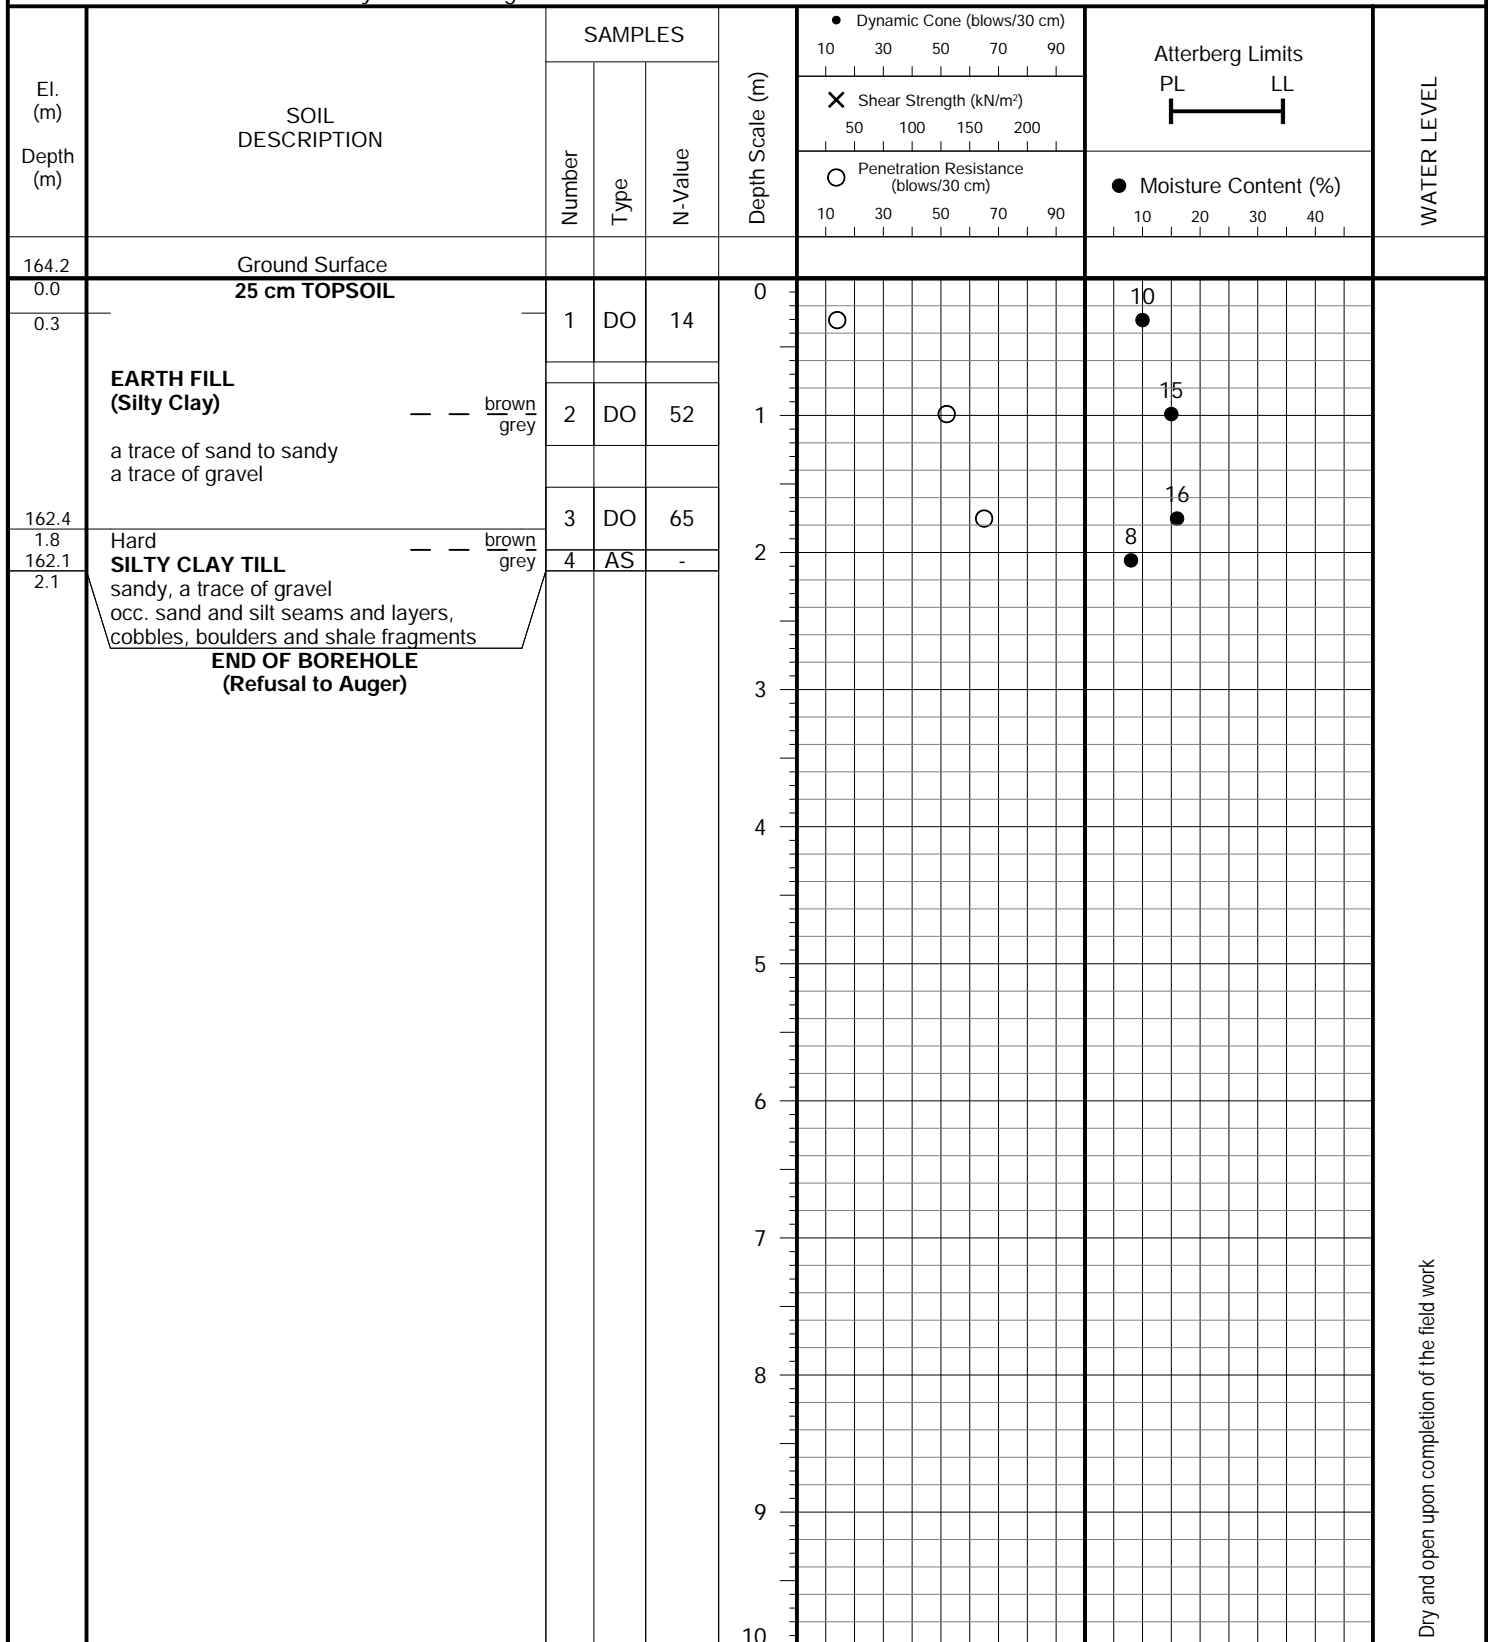 SAMPLES
El.
(m)
Depth
(m)
SOIL
DESCRIPTION
Number
Type
N-Value
Depth Scale (m)
● Dynamic Cone (blows/30 cm)
10 30 50 70 90
✕ Shear Strength (kN/m²)
50 100 150 200
○ Penetration Resistance
(blows/30 cm)
10 30 50 70 90
Atterberg Limits
PL LL
● Moisture Content (%)
10 20 30 40
WATER LEVEL
164.2 Ground Surface
0.0 25 cm TOPSOIL 0
10
0.3 1 DO 14
EARTH FILL
(Silty Clay)
brown
grey
2 DO 52 1
15
a trace of sand to sandy
a trace of gravel
16
162.4 3 DO 65
1.8 Hard brown
8
162.1 SILTY CLAY TILL grey 4 AS - 2
2.1 sandy, a trace of gravel
occ. sand and silt seams and layers,
cobbles, boulders and shale fragments
END OF BOREHOLE
(Refusal to Auger)
3
4
5
6
7
8
9
10
Dry and open upon completion of the field work